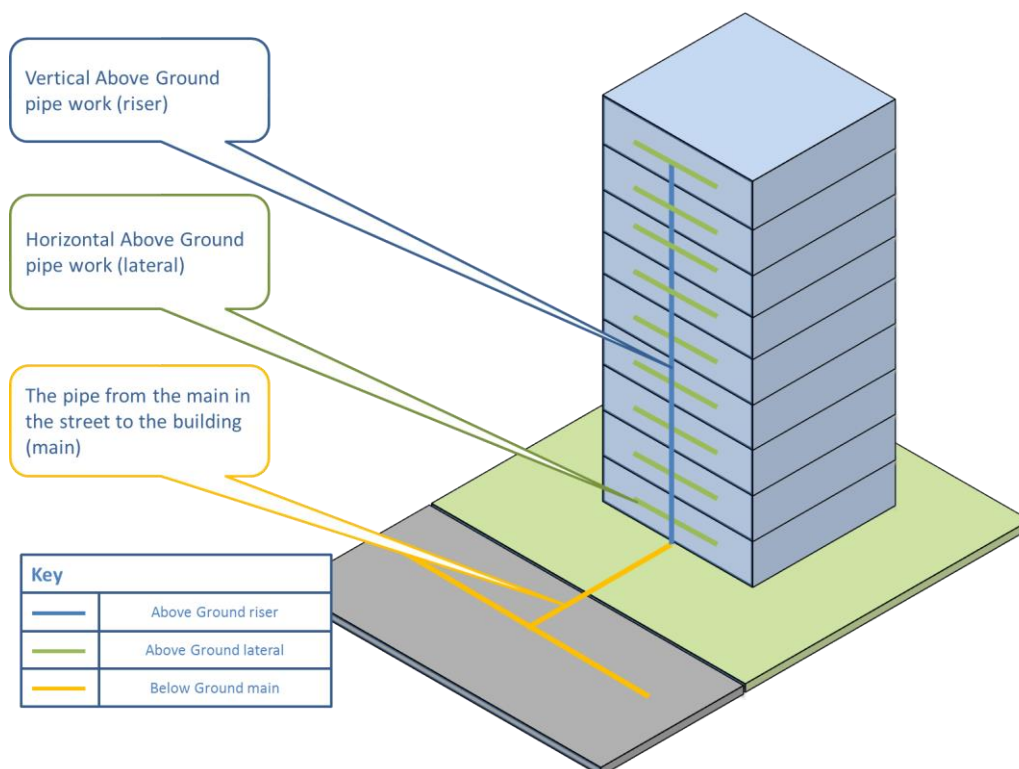 Vertical Above Ground
pipe work (riser)
Horizontal Above Ground
pipe work (lateral)
The pipe from the main in
the street to the building
(main)
Key
Above Ground riser
Above Ground lateral
Below Ground main